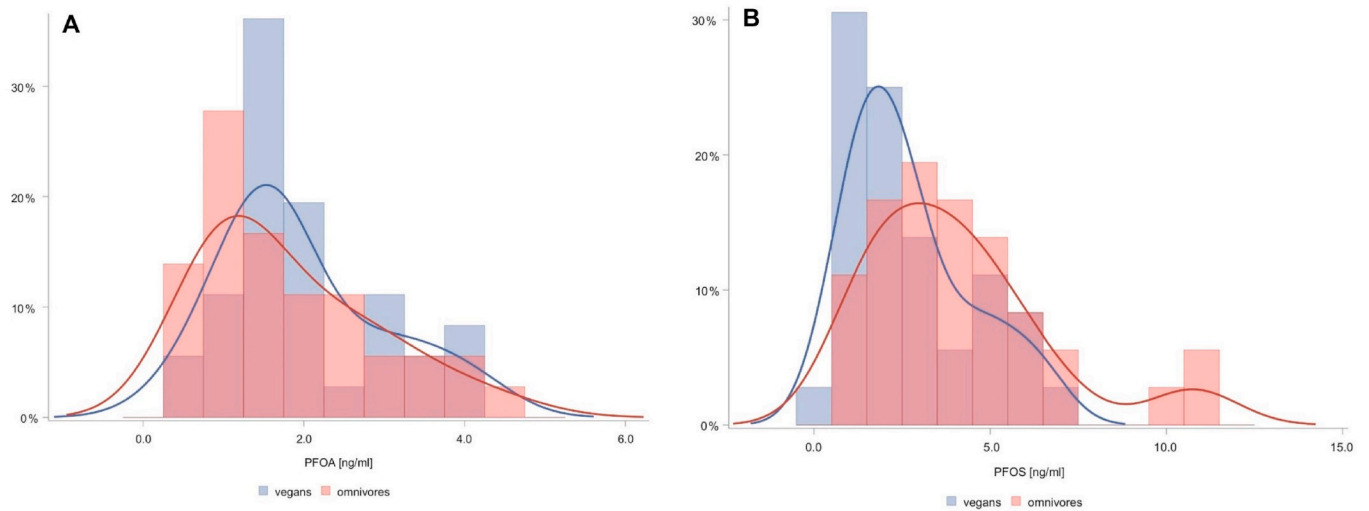 A
30%
20%
10%
0%
0.0 2.0 4.0 6.0
PFOA [ng/ml]
vegans omnivores
B
30%
20%
10%
0%
0.0 5.0 10.0 15.0
PFOS [ng/ml]
vegans omnivores